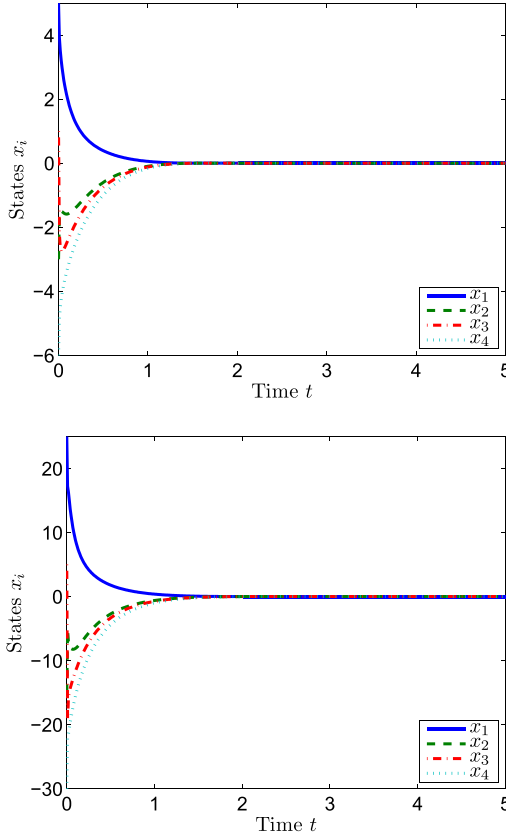 4
2
0
−2
−4
−6
0 1 2 3 4 5
States x_i
Time t
x_1
x_2
x_3
x_4
20
10
0
−10
−20
−30
0 1 2 3 4 5
States x_i
Time t
x_1
x_2
x_3
x_4